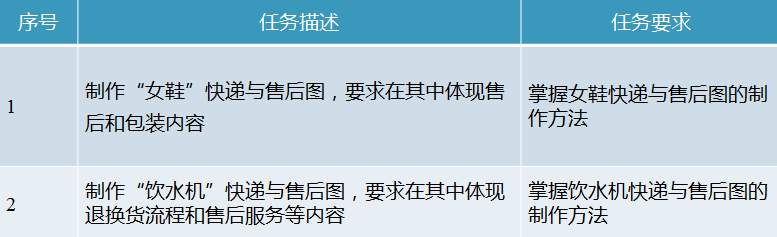 序号 任务描述 任务要求
1 制作“女鞋”快递与售后图，要求在其中体现售
后和包装内容
掌握女鞋快递与售后图的制
作方法
2 制作“饮水机”快递与售后图，要求在其中体现
退换货流程和售后服务等内容
掌握饮水机快递与售后图的
制作方法